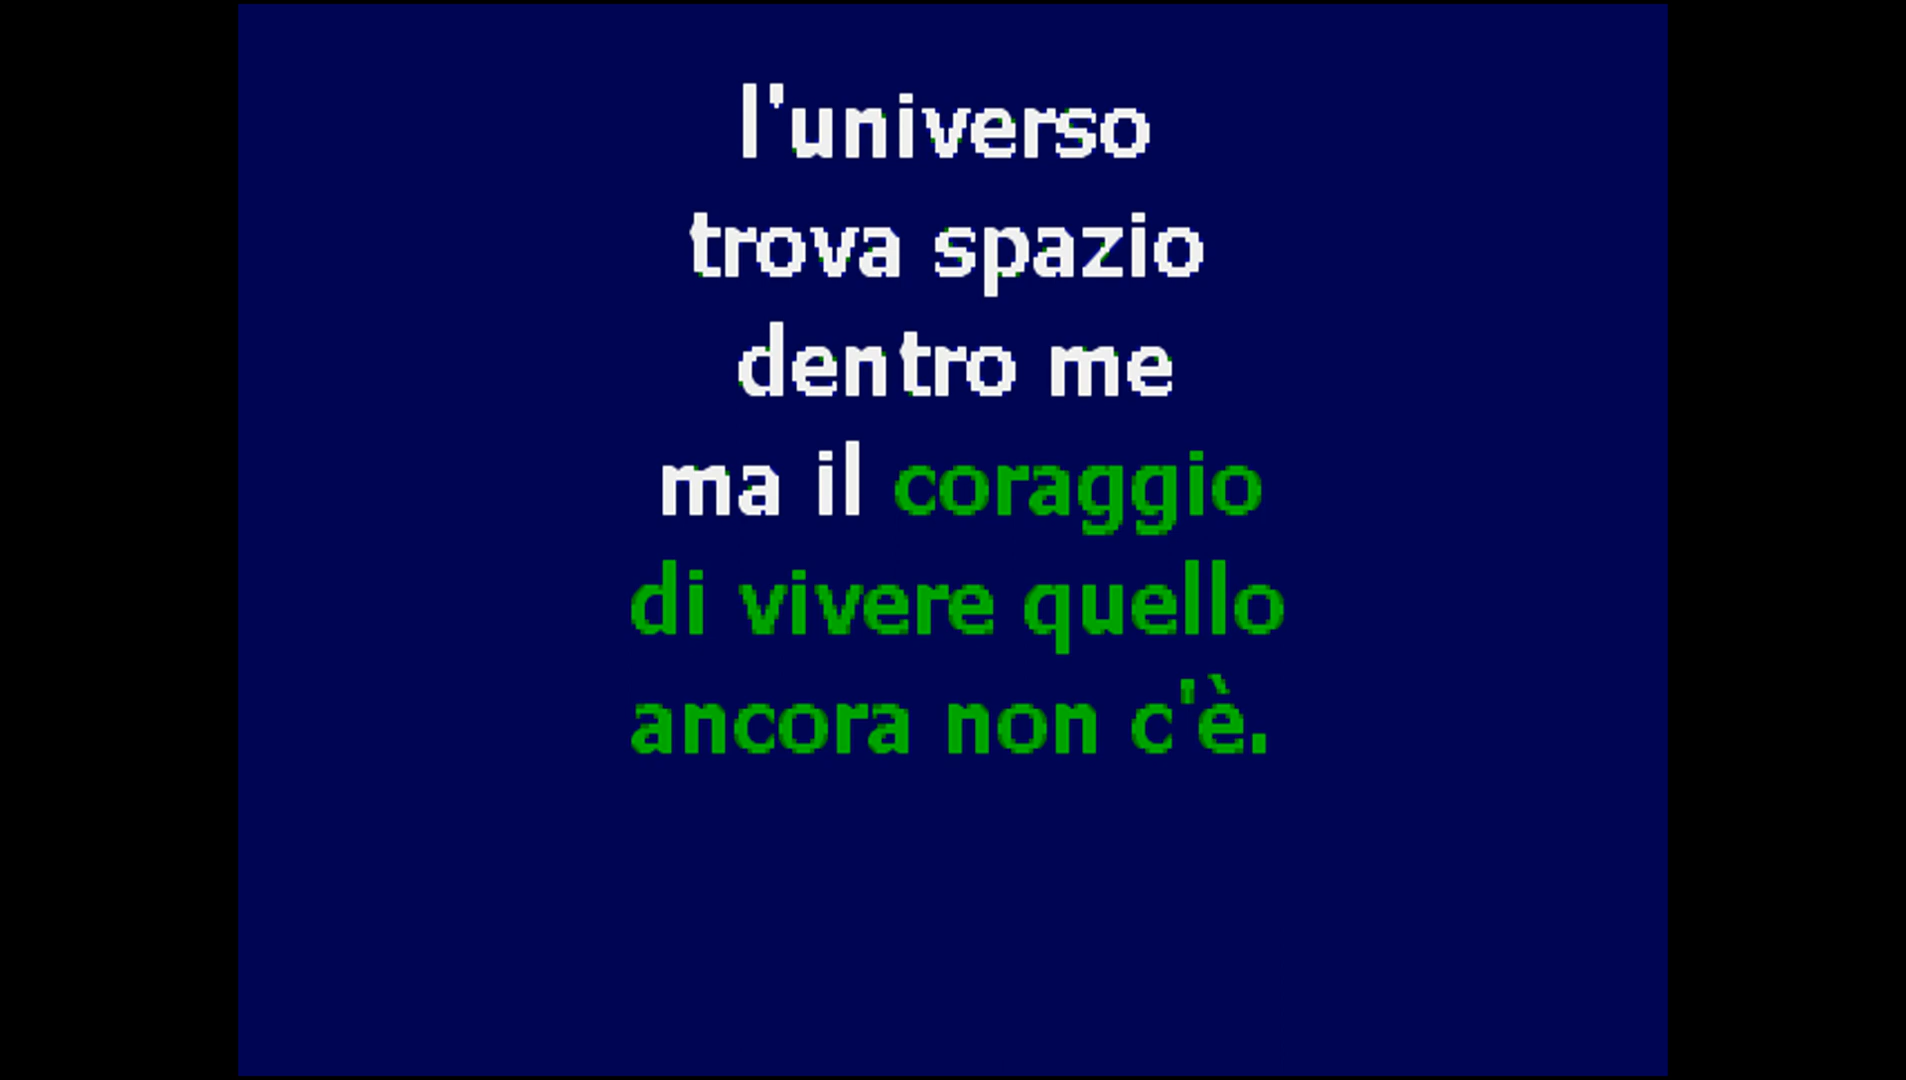 l'universo
trova spazio
dentro me
ma il coraggio
di vivere quello
ancora non c'è.